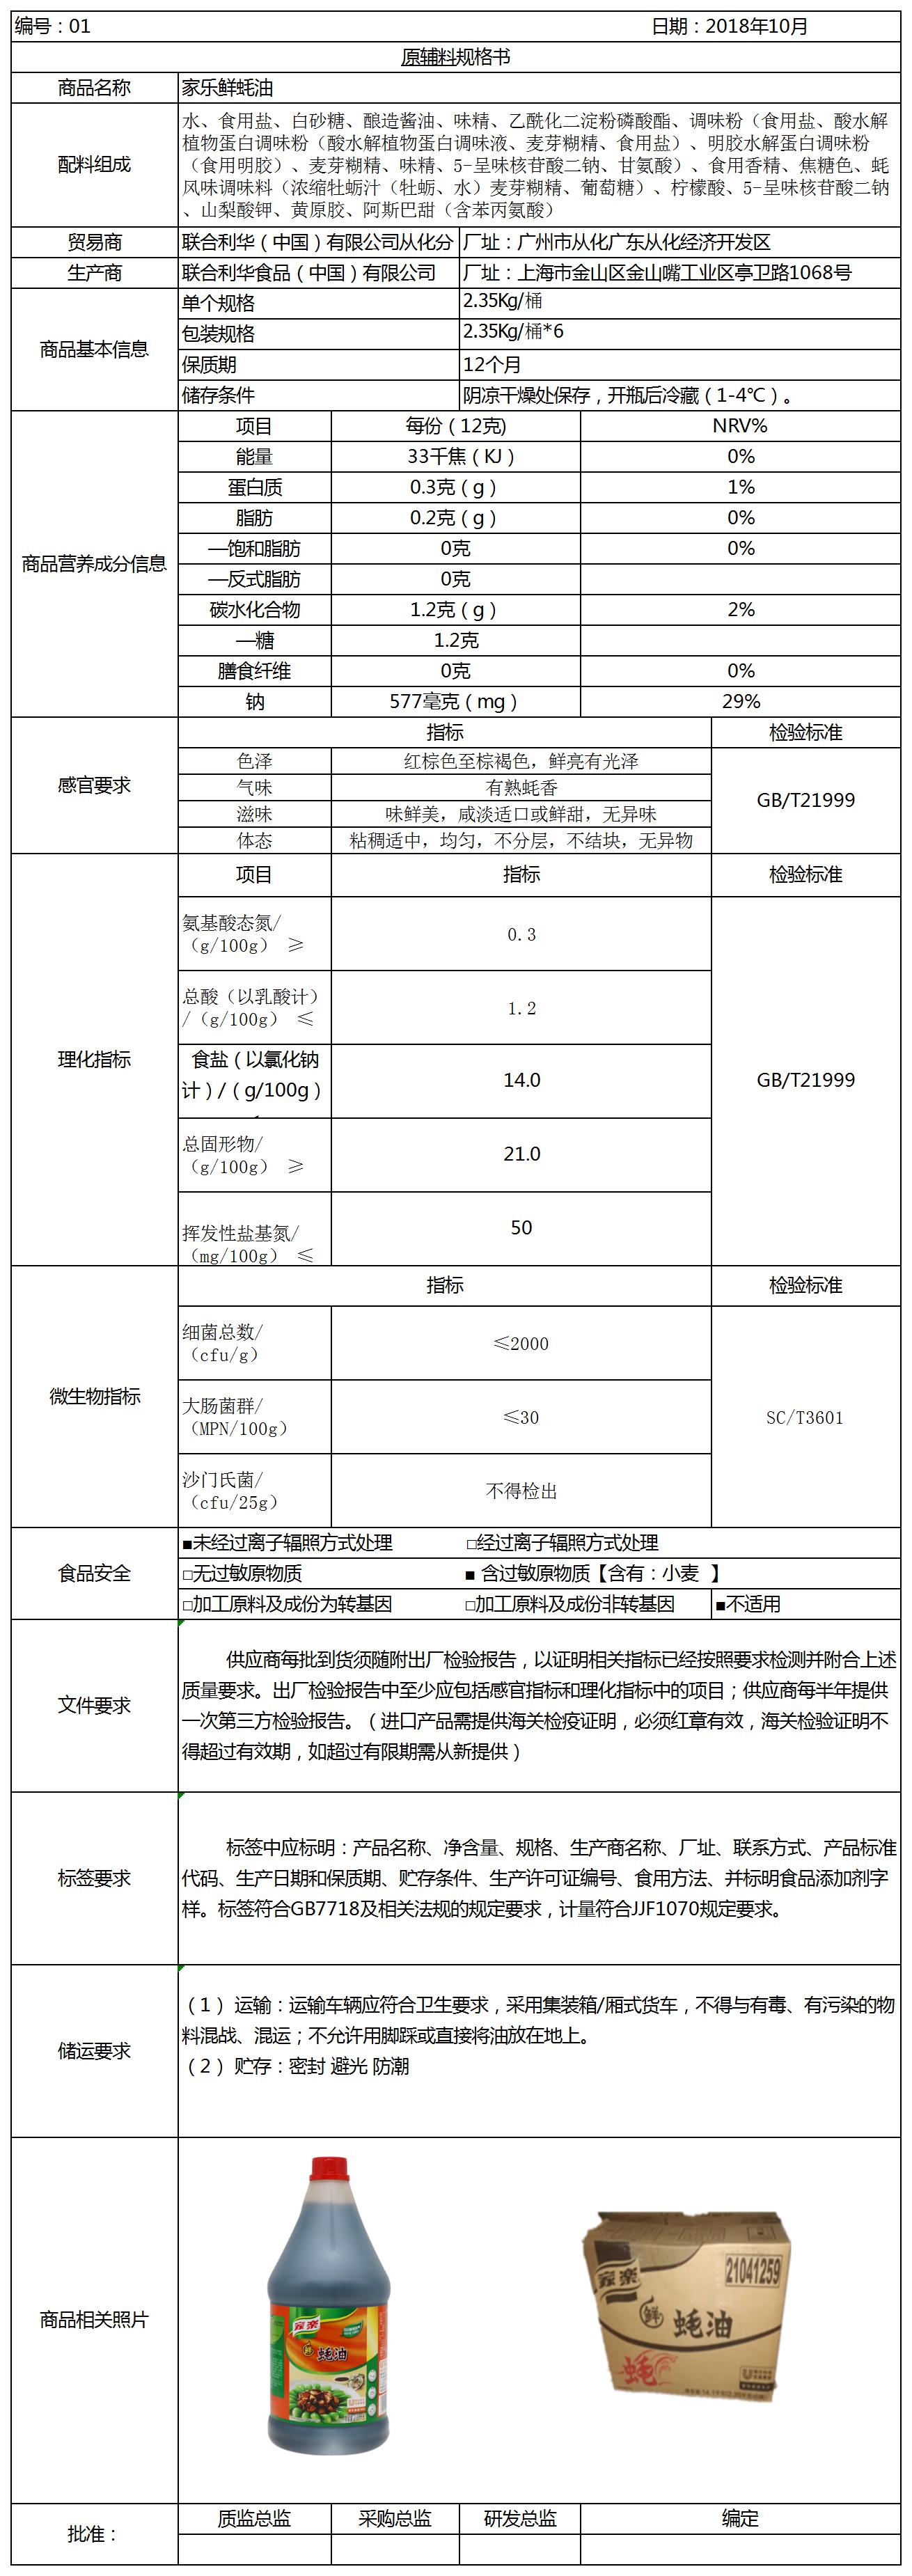 编号：01 日期：2018年10月
原辅料规格书
商品名称 家乐鲜蚝油
配料组成
水、食用盐、白砂糖、酿造酱油、味精、乙酰化二淀粉磷酸酯、调味粉（食用盐、酸水解
植物蛋白调味粉（酸水解植物蛋白调味液、麦芽糊精、食用盐）、明胶水解蛋白调味粉
（食用明胶）、麦芽糊精、味精、5-呈味核苷酸二钠、甘氨酸）、食用香精、焦糖色、蚝
风味调味料（浓缩牡蛎汁（牡蛎、水）麦芽糊精、葡萄糖）、柠檬酸、5-呈味核苷酸二钠
、山梨酸钾、黄原胶、阿斯巴甜（含苯丙氨酸）
贸易商 联合利华（中国）有限公司从化分 厂址：广州市从化广东从化经济开发区
生产商 联合利华食品（中国）有限公司 厂址：上海市金山区金山嘴工业区亭卫路1068号
商品基本信息
单个规格 2.35Kg/桶
包装规格 2.35Kg/桶*6
保质期 12个月
储存条件 阴凉干燥处保存，开瓶后冷藏（1-4℃）。
商品营养成分信息
项目 每份（12克) NRV%
能量 33千焦（KJ） 0%
蛋白质 0.3克（g） 1%
脂肪 0.2克（g） 0%
—饱和脂肪 0克 0%
—反式脂肪 0克
碳水化合物 1.2克（g） 2%
—糖 1.2克
膳食纤维 0克 0%
钠 577毫克（mg） 29%
感官要求
指标 检验标准
色泽 红棕色至棕褐色，鲜亮有光泽
气味 有熟蚝香
滋味 味鲜美，咸淡适口或鲜甜，无异味
体态 粘稠适中，均匀，不分层，不结块，无异物
GB/T21999
理化指标
项目 指标 检验标准
氨基酸态氮/
（g/100g） ≥ 0.3
总酸（以乳酸计）
/（g/100g） ≤ 1.2
食盐（以氯化钠
计）/（g/100g） 14.0
总固形物/
（g/100g） ≥ 21.0
挥发性盐基氮/
（mg/100g） ≤ 50
GB/T21999
微生物指标
指标 检验标准
细菌总数/
（cfu/g） ≤2000
大肠菌群/
（MPN/100g） ≤30
沙门氏菌/
（cfu/25g） 不得检出
SC/T3601
食品安全
■未经过离子辐照方式处理 □经过离子辐照方式处理
□无过敏原物质 ■ 含过敏原物质【含有：小麦 】
□加工原料及成份为转基因 □加工原料及成份非转基因 ■不适用
文件要求
供应商每批到货须随附出厂检验报告，以证明相关指标已经按照要求检测并附合上述
质量要求。出厂检验报告中至少应包括感官指标和理化指标中的项目；供应商每半年提供
一次第三方检验报告。（进口产品需提供海关检疫证明，必须红章有效，海关检验证明不
得超过有效期，如超过有限期需从新提供）
标签要求
标签中应标明：产品名称、净含量、规格、生产商名称、厂址、联系方式、产品标准
代码、生产日期和保质期、贮存条件、生产许可证编号、食用方法、并标明食品添加剂字
样。标签符合GB7718及相关法规的规定要求，计量符合JJF1070规定要求。
储运要求
（1） 运输：运输车辆应符合卫生要求，采用集装箱/厢式货车，不得与有毒、有污染的物
料混战、混运；不允许用脚踩或直接将油放在地上。
（2） 贮存：密封 避光 防潮
商品相关照片
家樂
鲜
蚝油
家樂
21041259
鲜
蚝油
蚝
批准：
质监总监 采购总监 研发总监 编定